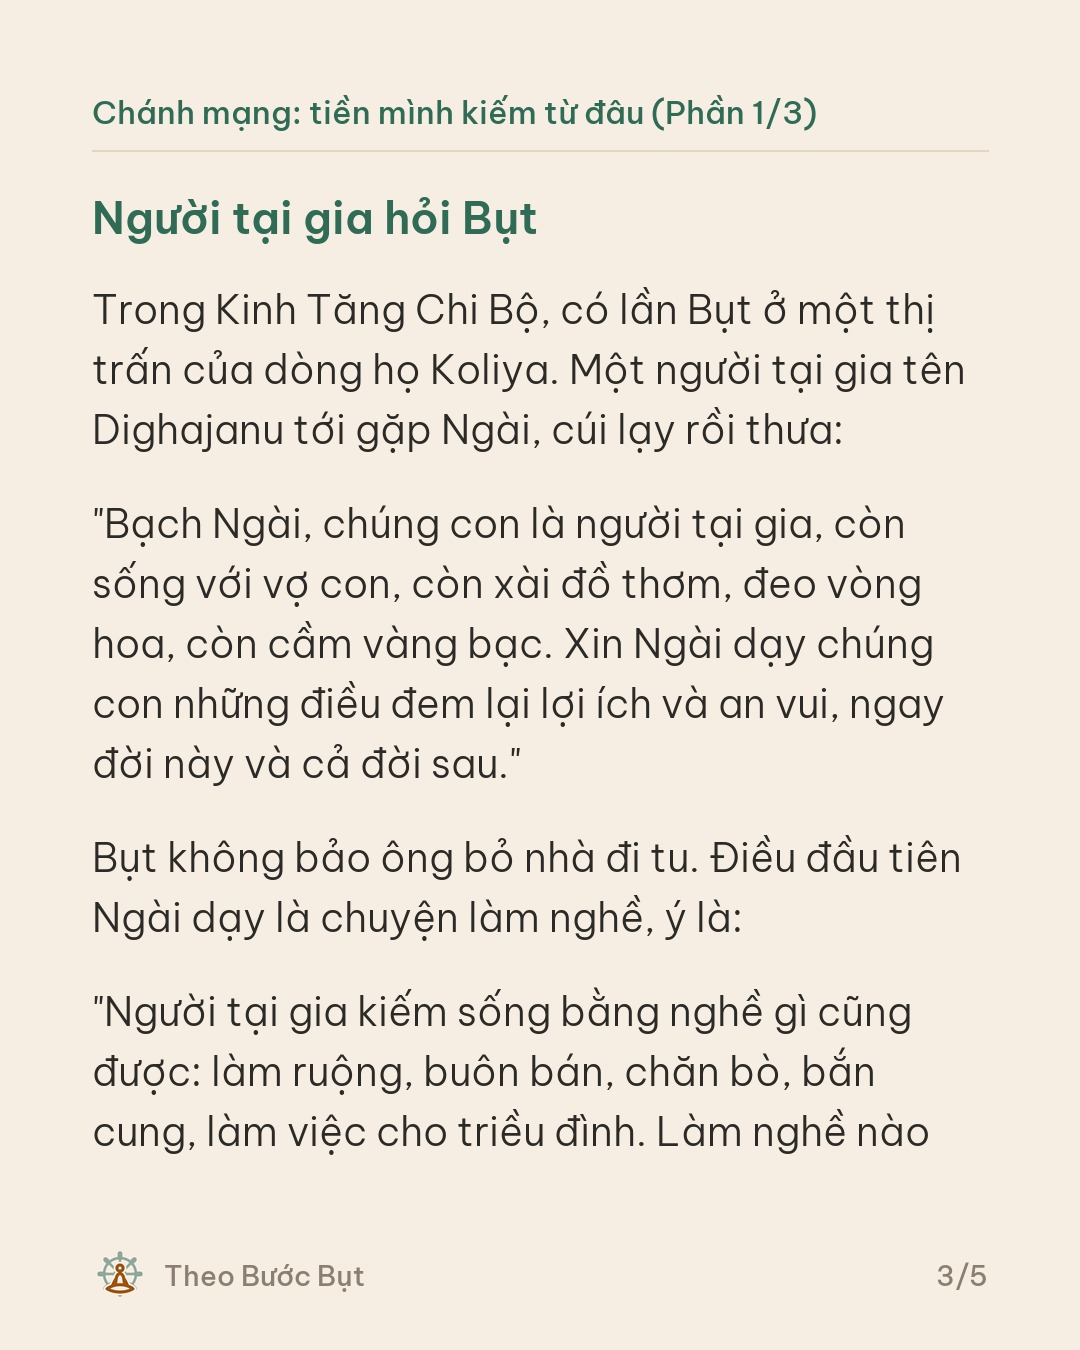 Chánh mạng: tiền mình kiếm từ đâu (Phần 1/3)
Người tại gia hỏi Bụt
Trong Kinh Tăng Chi Bộ, có lần Bụt ở một thị
trấn của dòng họ Koliya. Một người tại gia tên
Dighajanu tới gặp Ngài, cúi lạy rồi thưa:
"Bạch Ngài, chúng con là người tại gia, còn
sống với vợ con, còn xài đồ thơm, đeo vòng
hoa, còn cầm vàng bạc. Xin Ngài dạy chúng
con những điều đem lại lợi ích và an vui, ngay
đời này và cả đời sau."
Bụt không bảo ông bỏ nhà đi tu. Điều đầu tiên
Ngài dạy là chuyện làm nghề, ý là:
"Người tại gia kiếm sống bằng nghề gì cũng
được: làm ruộng, buôn bán, chăn bò, bắn
cung, làm việc cho triều đình. Làm nghề nào
Theo Bước Bụt
3/5